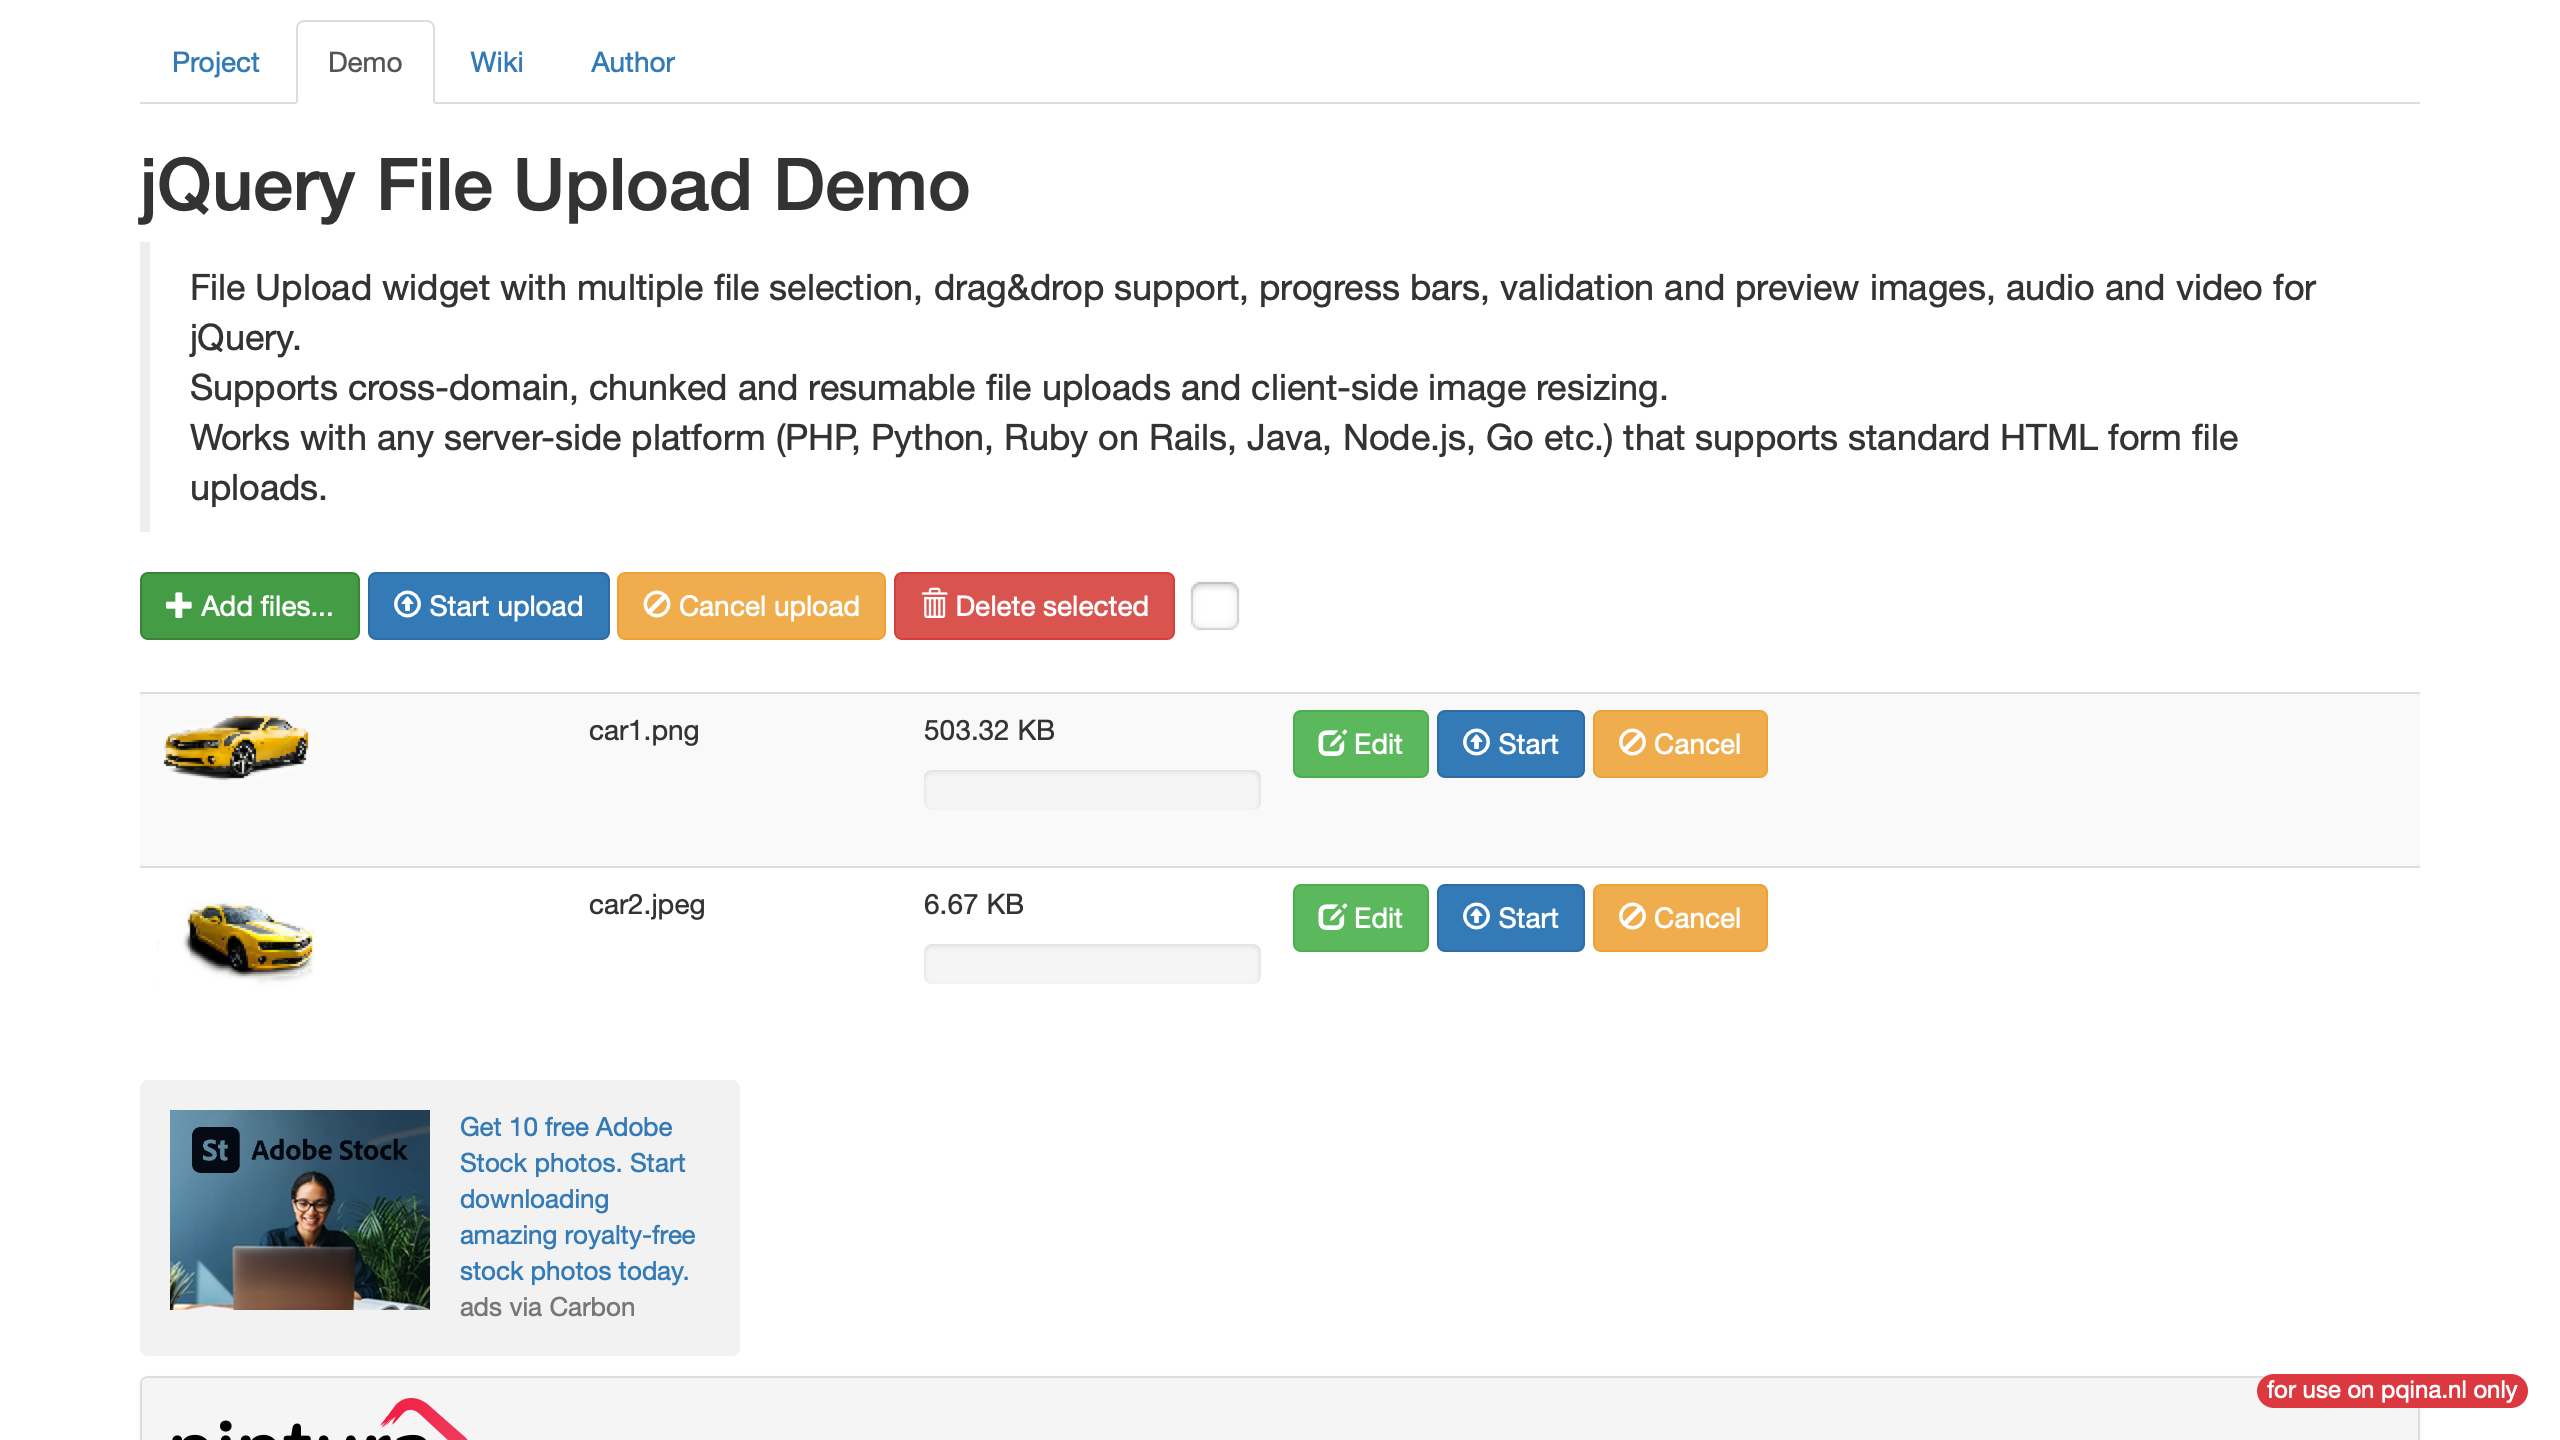 Project Demo Wiki Author
jQuery File Upload Demo
File Upload widget with multiple file selection, drag&drop support, progress bars, validation and preview images, audio and video for
jQuery.
Supports cross-domain, chunked and resumable file uploads and client-side image resizing.
Works with any server-side platform (PHP, Python, Ruby on Rails, Java, Node.js, Go etc.) that supports standard HTML form file
uploads.
Add files... Start upload Cancel upload Delete selected
car1.png 503.32 KB Edit Start Cancel
car2.jpeg 6.67 KB Edit Start Cancel
St Adobe Stock
Get 10 free Adobe
Stock photos. Start
downloading
amazing royalty-free
stock photos today.
ads via Carbon
for use on pqina.nl only